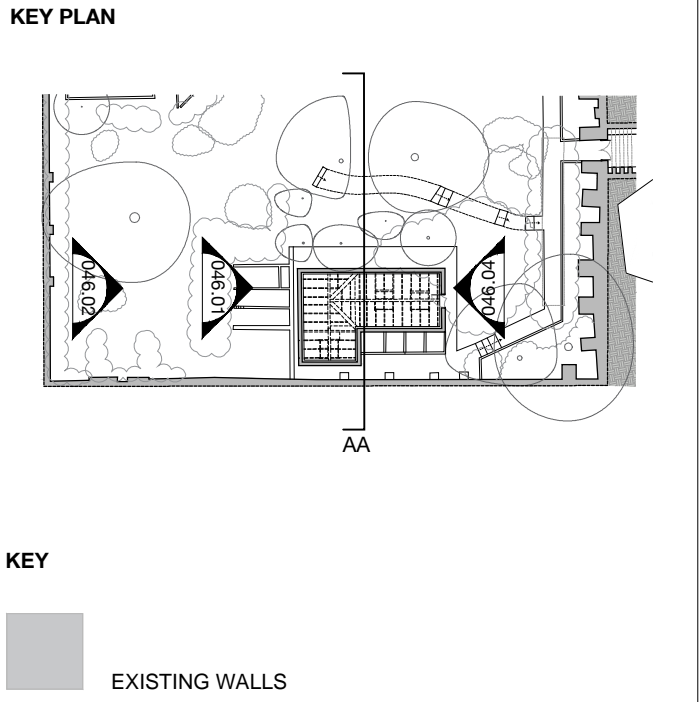 KEY PLAN
046.02
046.01
046.04
AA
KEY
EXISTING WALLS